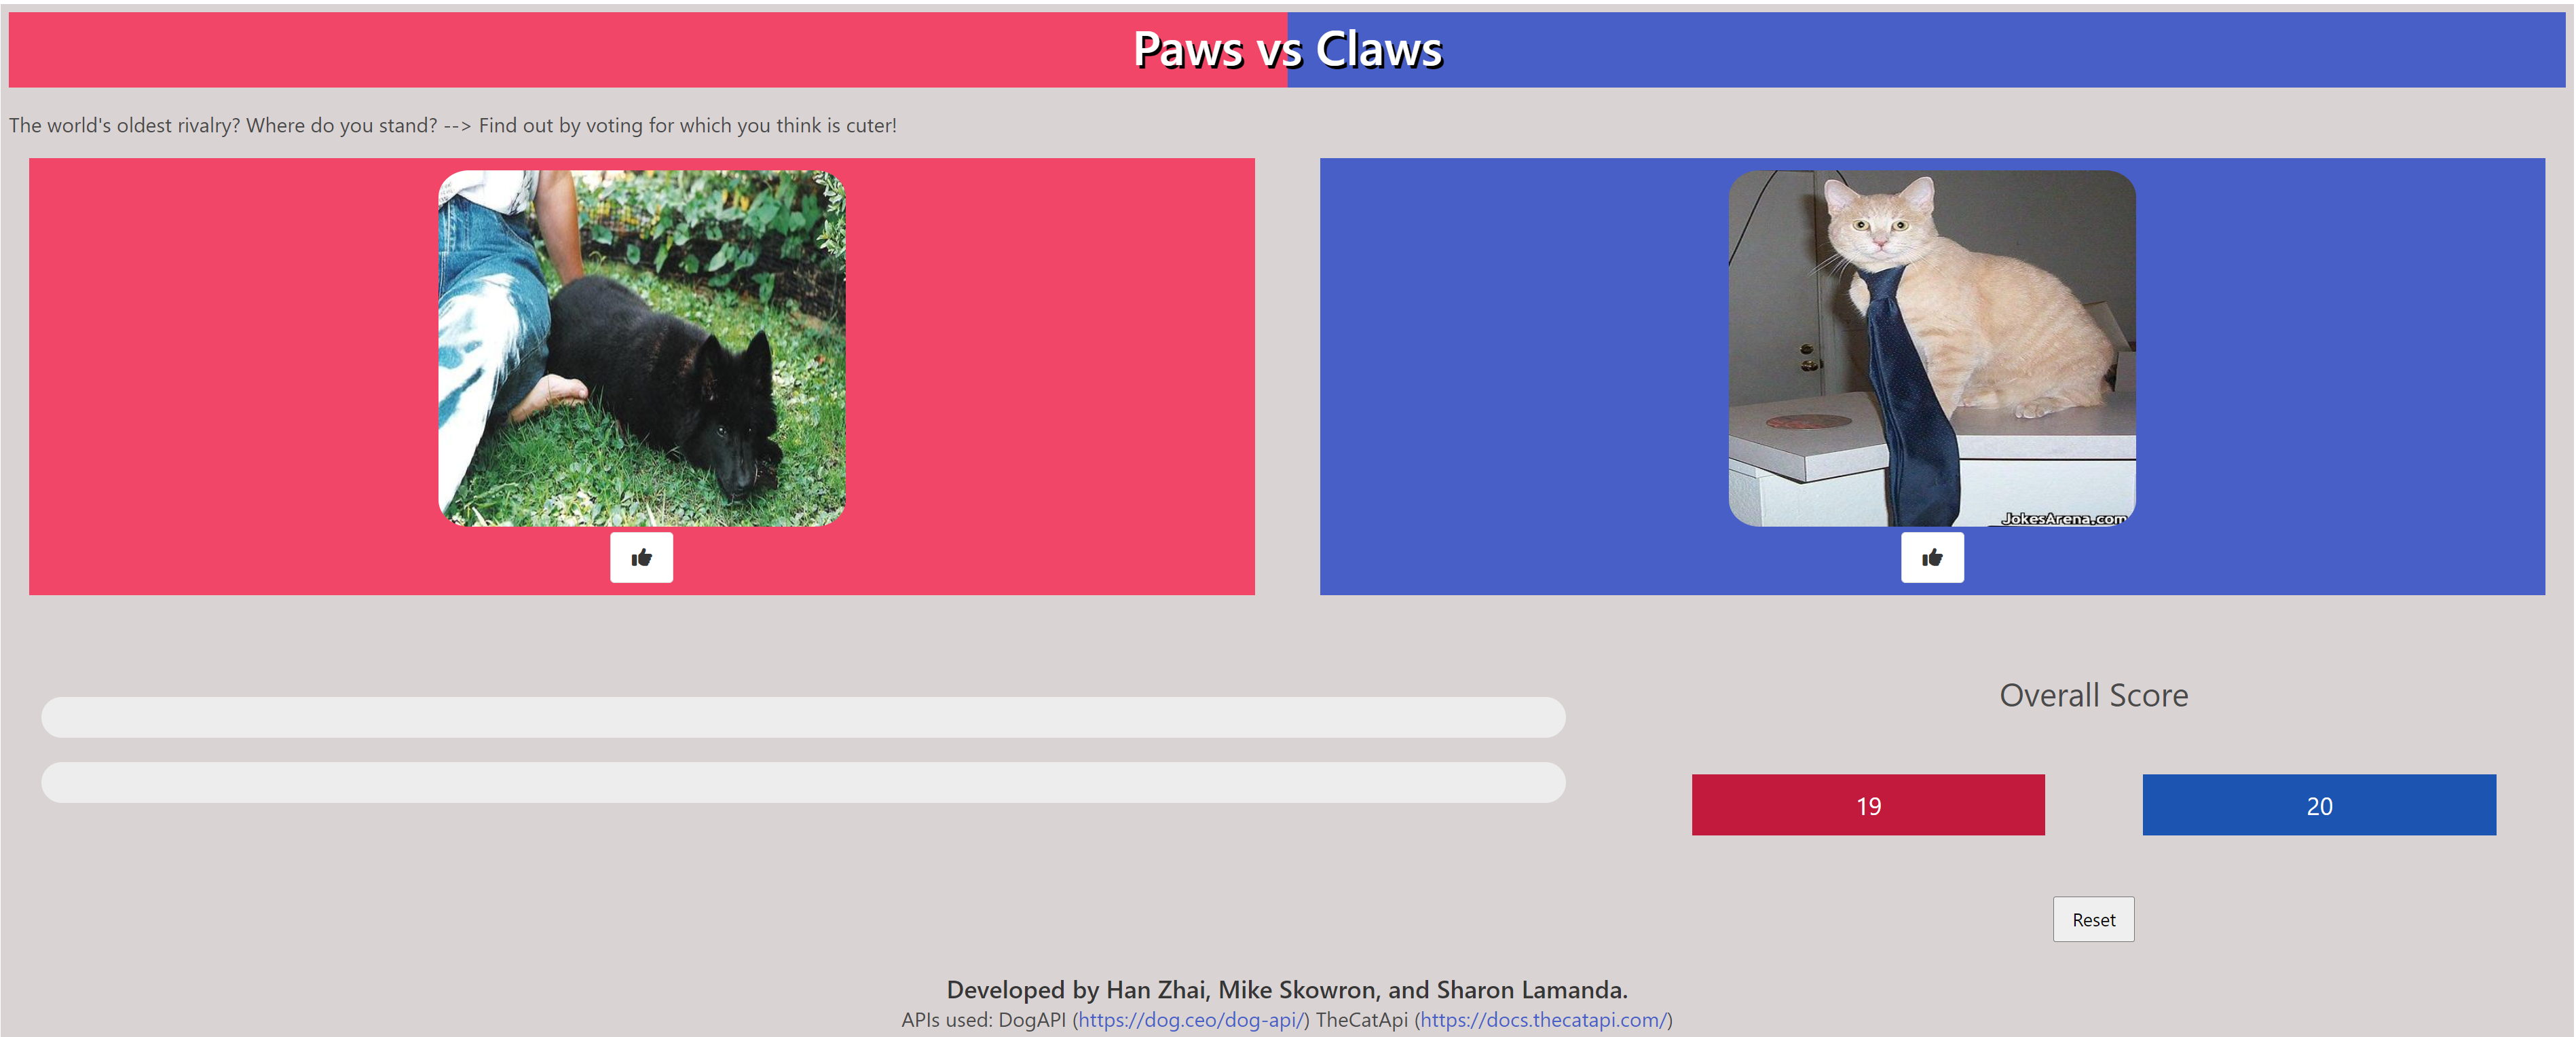 Paws vs Claws
The world's oldest rivalry? Where do you stand? --> Find out by voting for which you think is cuter!
JokesArena.com
Overall Score
19
20
Reset
Developed by Han Zhai, Mike Skowron, and Sharon Lamanda.
APIs used: DogAPI (https://dog.ceo/dog-api/) TheCatApi (https://docs.thecatapi.com/)